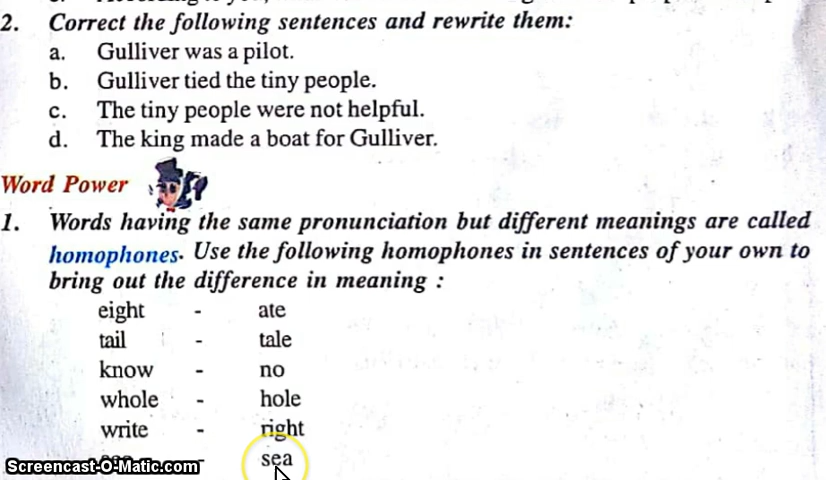 2. Correct the following sentences and rewrite them:
a. Gulliver was a pilot.
b. Gulliver tied the tiny people.
c. The tiny people were not helpful.
d. The king made a boat for Gulliver.
Word Power
1. Words having the same pronunciation but different meanings are called
homophones. Use the following homophones in sentences of your own to
bring out the difference in meaning :
eight - ate
tail - tale
know - no
whole - hole
write - right
- sea
Screencast-O-Matic.com